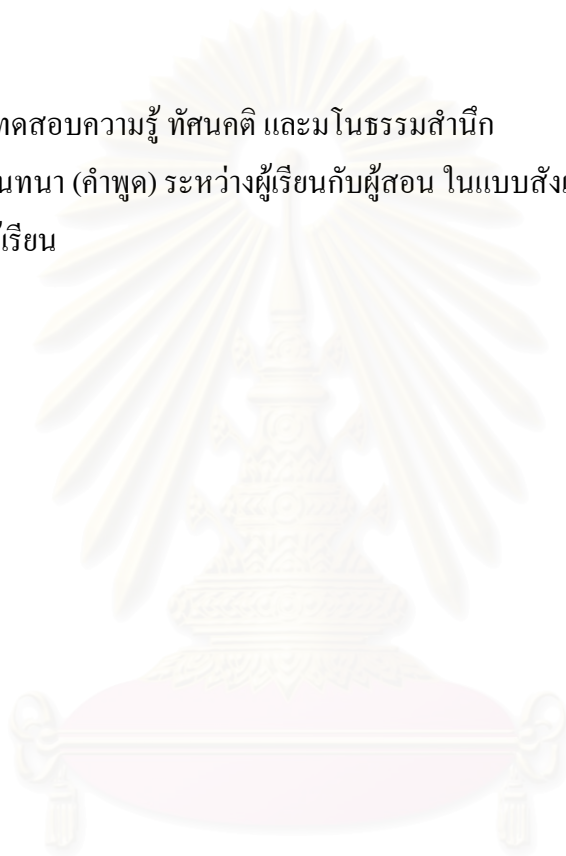 ทดสอบความรู้ ทัศนคติ และมโนธรรมสำนึก
นทนา (คำพูด) ระหว่างผู้เรียนกับผู้สอน ในแบบสัง
เรียน